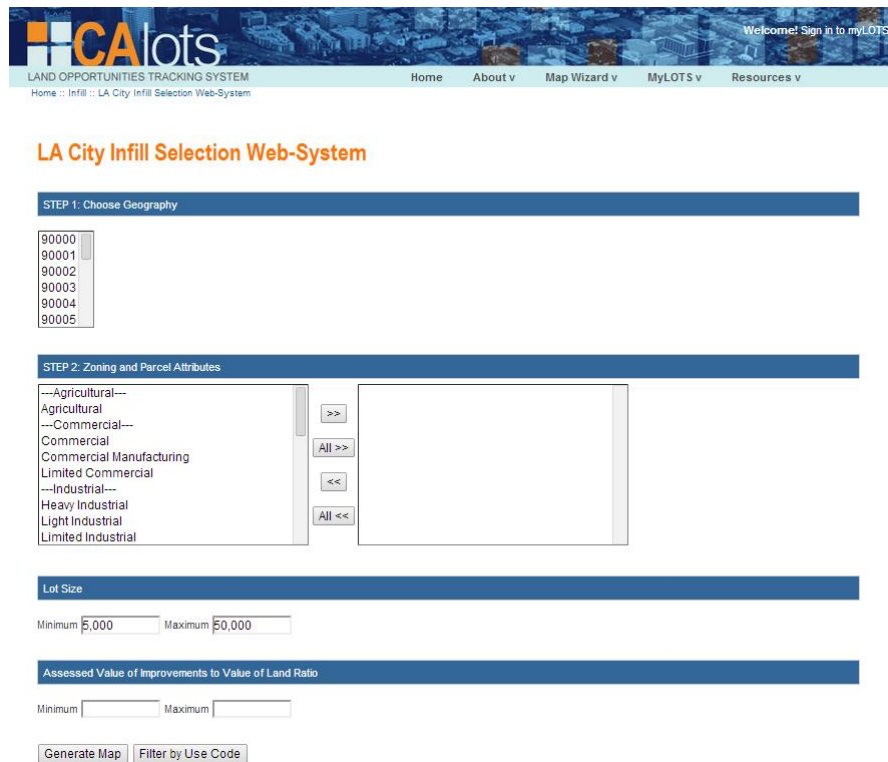 CAlots
Welcome! Sign in to myLOTS
LAND OPPORTUNITIES TRACKING SYSTEM
Home About v Map Wizard v MyLOTS v Resources v
Home :: Infill :: LA City Infill Selection Web-System
LA City Infill Selection Web-System
STEP 1: Choose Geography
90000
90001
90002
90003
90004
90005
STEP 2: Zoning and Parcel Attributes
---Agricultural---
Agricultural
---Commercial---
Commercial
Commercial Manufacturing
Limited Commercial
---Industrial---
Heavy Industrial
Light Industrial
Limited Industrial
>>
All >>
<<
All <<
Lot Size
Minimum 5,000 Maximum 50,000
Assessed Value of Improvements to Value of Land Ratio
Minimum Maximum
Generate Map Filter by Use Code